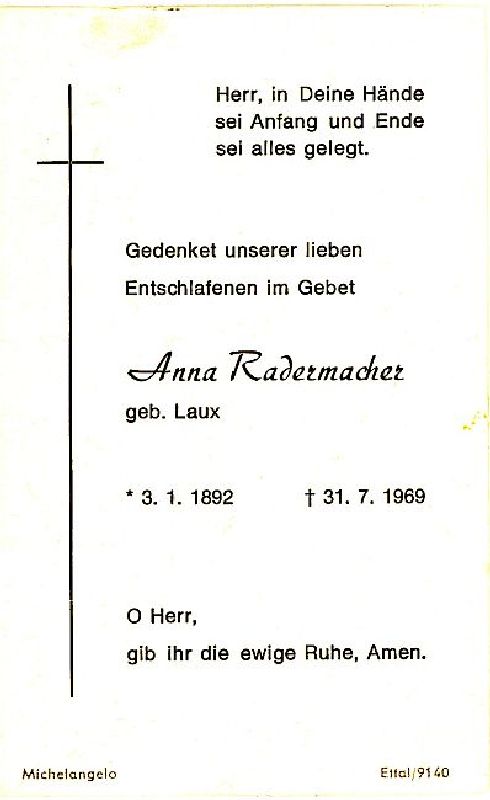 Herr, in Deine Hände
sei Anfang und Ende
sei alles gelegt.
Gedenket unserer lieben
Entschlafenen im Gebet
Anna Radermacher
geb. Laux
* 3. 1. 1892 † 31. 7. 1969
O Herr,
gib ihr die ewige Ruhe, Amen.
Michelangelo Ettal/9140